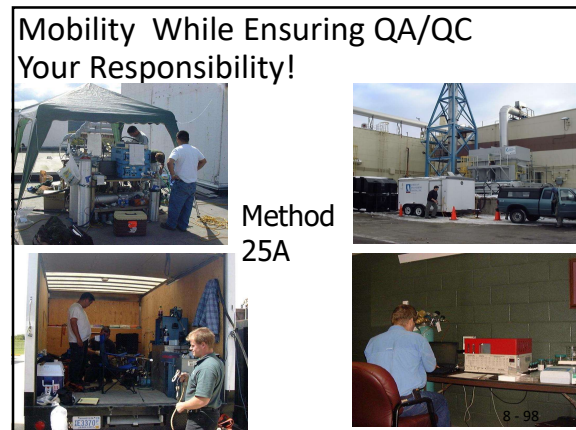 Mobility  While Ensuring QA/QC
Your Responsibility!
Method
25A
8 - 98